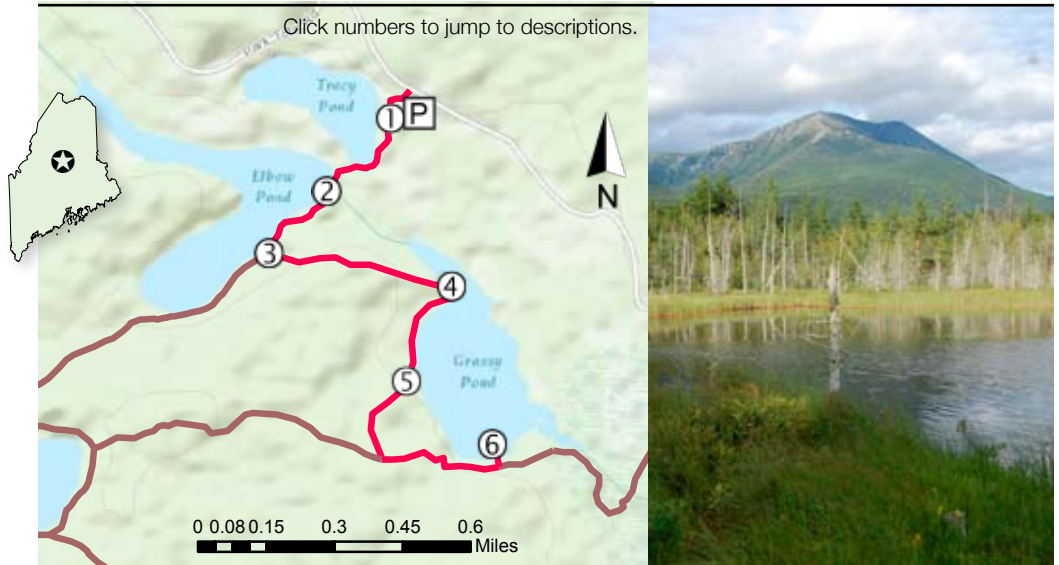 Click numbers to jump to descriptions.
Park
Tracy
Pond
1
P
Elbow
Pond
2
N
3
4
Grassy
Pond
5
6
0 0.08 0.15 0.3 0.45 0.6
Miles